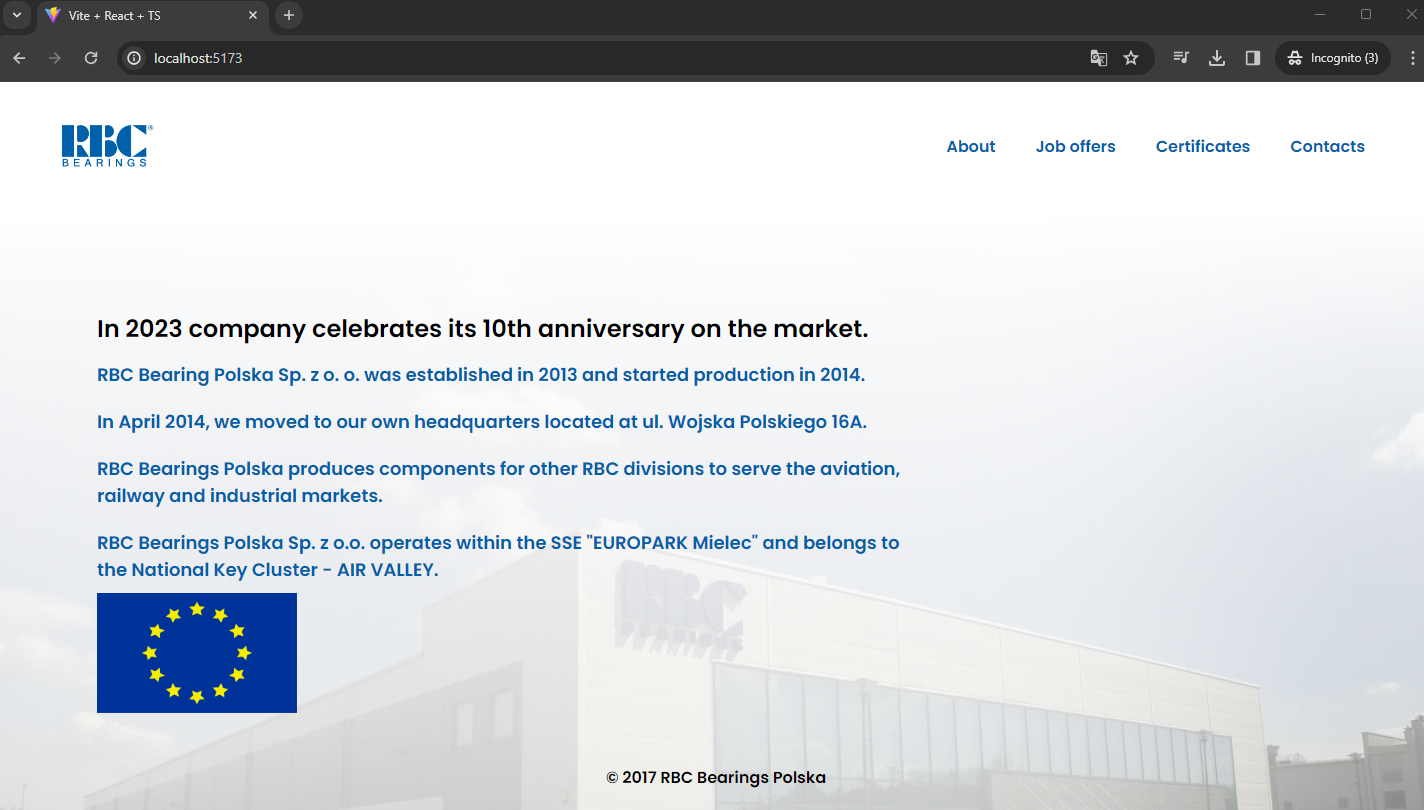 Vite + React + TS
localhost:5173
Incognito (3)
RBC®
BEARINGS
About Job offers Certificates Contacts
In 2023 company celebrates its 10th anniversary on the market.
RBC Bearing Polska Sp. z o. o. was established in 2013 and started production in 2014.
In April 2014, we moved to our own headquarters located at ul. Wojska Polskiego 16A.
RBC Bearings Polska produces components for other RBC divisions to serve the aviation,
railway and industrial markets.
RBC Bearings Polska Sp. z o.o. operates within the SSE "EUROPARK Mielec" and belongs to
the National Key Cluster - AIR VALLEY.
RBC
BEARINGS
© 2017 RBC Bearings Polska